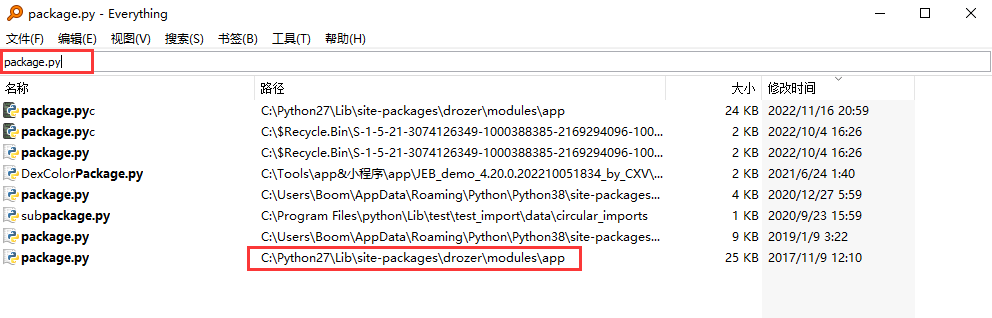 package.py - Everything
文件(F) 编辑(E) 视图(V) 搜索(S) 书签(B) 工具(T) 帮助(H)
package.py
名称 路径 大小 修改时间
package.pyc C:\Python27\Lib\site-packages\drozer\modules\app 24 KB 2022/11/16 20:59
package.pyc C:\$Recycle.Bin\S-1-5-21-3074126349-1000388385-2169294096-100... 2 KB 2022/10/4 16:26
package.py C:\$Recycle.Bin\S-1-5-21-3074126349-1000388385-2169294096-100... 2 KB 2022/10/4 16:26
DexColorPackage.py C:\Tools\app&小程序\app\JEB_demo_4.20.0.202210051834_by_CXV\... 2 KB 2021/6/24 1:40
package.py C:\Users\Boom\AppData\Roaming\Python\Python38\site-packages... 4 KB 2020/12/27 5:59
subpackage.py C:\Program Files\python\Lib\test\test_import\data\circular_imports 1 KB 2020/9/23 15:59
package.py C:\Users\Boom\AppData\Roaming\Python\Python38\site-packages... 9 KB 2019/1/9 3:22
package.py C:\Python27\Lib\site-packages\drozer\modules\app 25 KB 2017/11/9 12:10